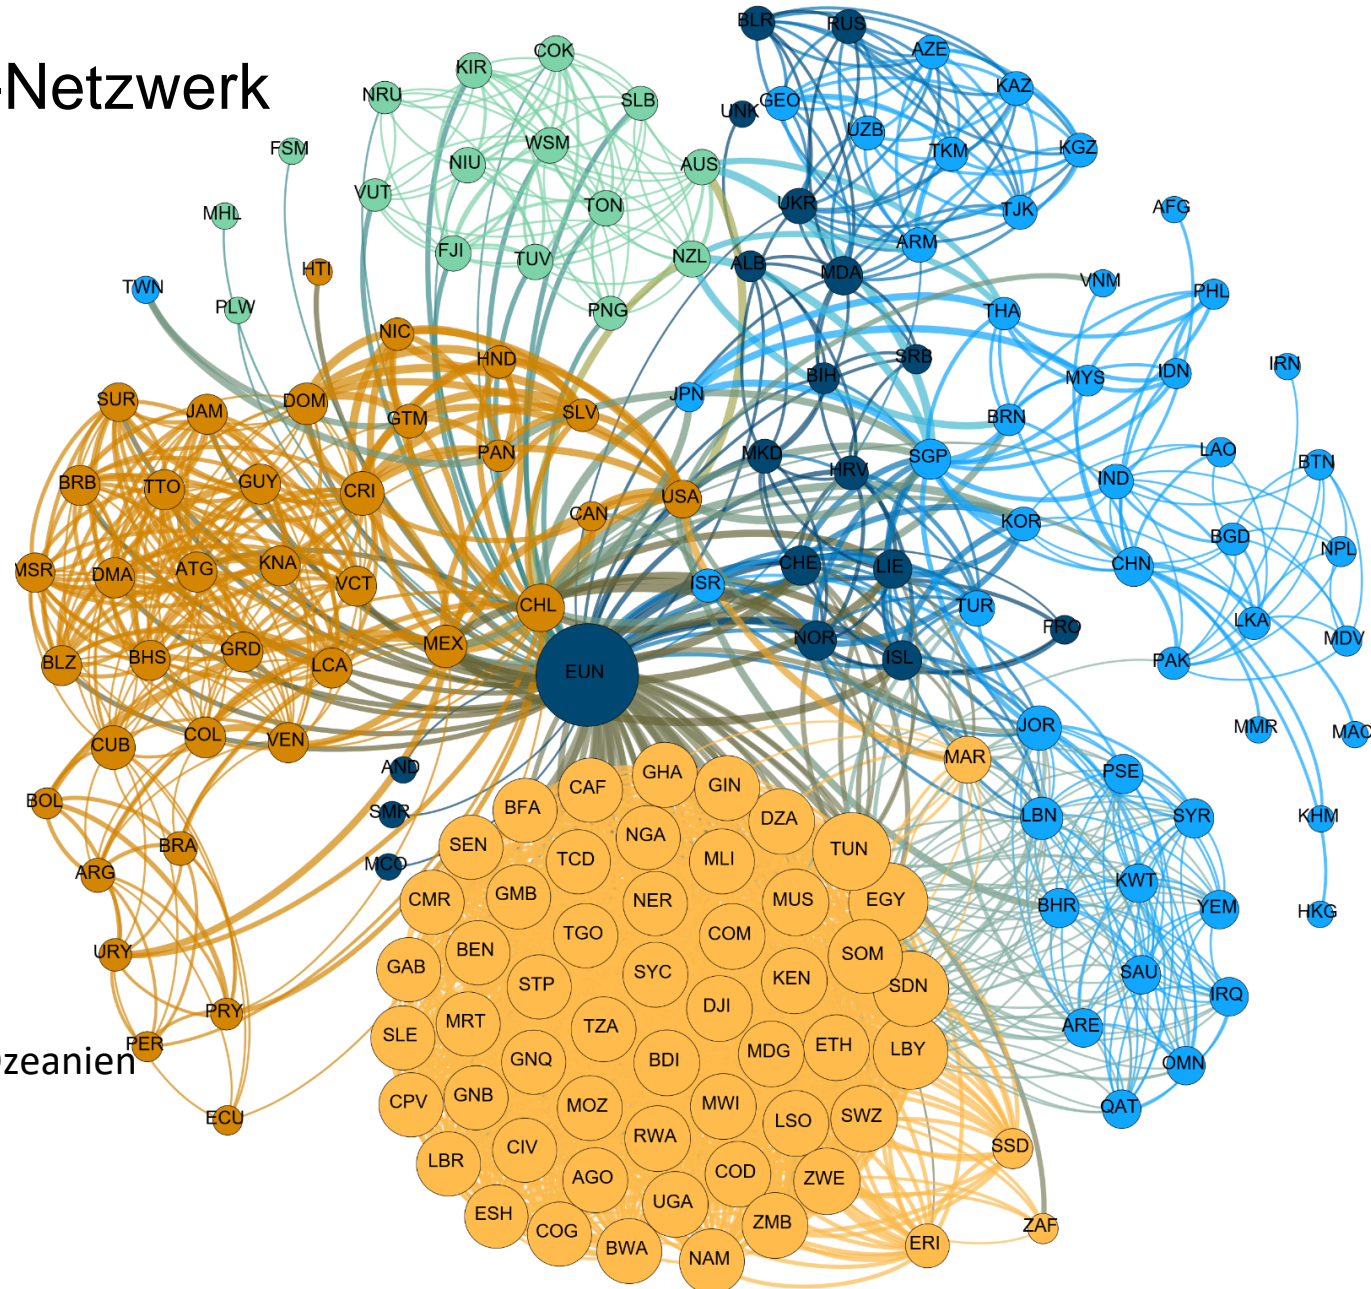 -Netzwerk
BLR
RUS
COK
AZE
KIR
KAZ
NRU
SLB
GEO
UNK
UZB
WSM
FSM
TKM
KGZ
NIU
AUS
VUT
UKR
TON
TJK
AFG
MHL
ARM
FJI
TUV
NZL
ALB
MDA
HTI
VNM
TWN
PLW
PHL
PNG
THA
NIC
HND
SRB
IRN
BIH
MYS
IDN
SUR
JAM
DOM
GTM
SLV
JPN
BRN
PAN
MKD
HRV
SGP
LAO
BTN
BRB
TTO
GUY
CRI
USA
IND
CAN
KOR
BGD
NPL
MSR
DMA
ATG
KNA
VCT
ISR
CHE
LIE
CHN
CHL
TUR
LKA
FRO
MDV
NOR
MEX
BLZ
BHS
GRD
LCA
EUN
ISL
PAK
CUB
COL
VEN
JOR
MMR
MAC
MAR
AND
PSE
BOL
SMR
CAF
GHA
GIN
BFA
DZA
LBN
SYR
KHM
BRA
ARG
MCO
SEN
TCD
NGA
MLI
TUN
KWT
CMR
GMB
NER
MUS
EGY
BHR
YEM
HKG
URY
GAB
BEN
TGO
COM
SOM
STP
SYC
KEN
SDN
SAU
IRQ
PRY
SLE
MRT
TZA
DJI
ARE
PER
zeanien
GNQ
BDI
MDG
ETH
LBY
OMN
ECU
CPV
GNB
MOZ
MWI
LSO
SWZ
QAT
LBR
CIV
RWA
SSD
AGO
COD
ZWE
ESH
COG
UGA
ZMB
ZAF
BWA
NAM
ERI